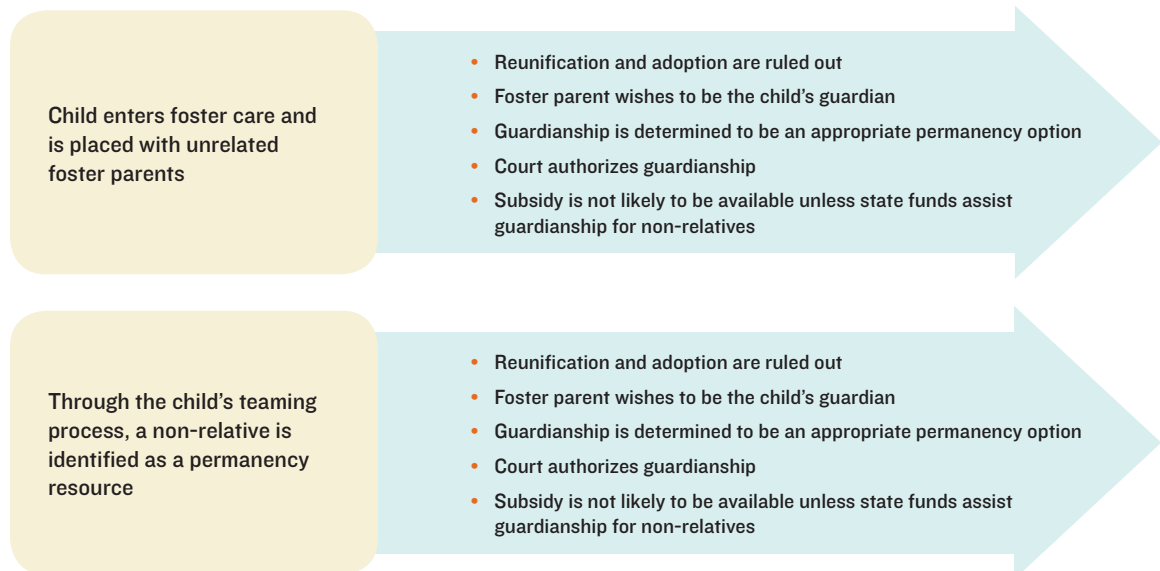 Child enters foster care and
is placed with unrelated
foster parents
• Reunification and adoption are ruled out
• Foster parent wishes to be the child’s guardian
• Guardianship is determined to be an appropriate permanency option
• Court authorizes guardianship
• Subsidy is not likely to be available unless state funds assist
guardianship for non-relatives
Through the child’s teaming
process, a non-relative is
identified as a permanency
resource
• Reunification and adoption are ruled out
• Foster parent wishes to be the child’s guardian
• Guardianship is determined to be an appropriate permanency option
• Court authorizes guardianship
• Subsidy is not likely to be available unless state funds assist
guardianship for non-relatives